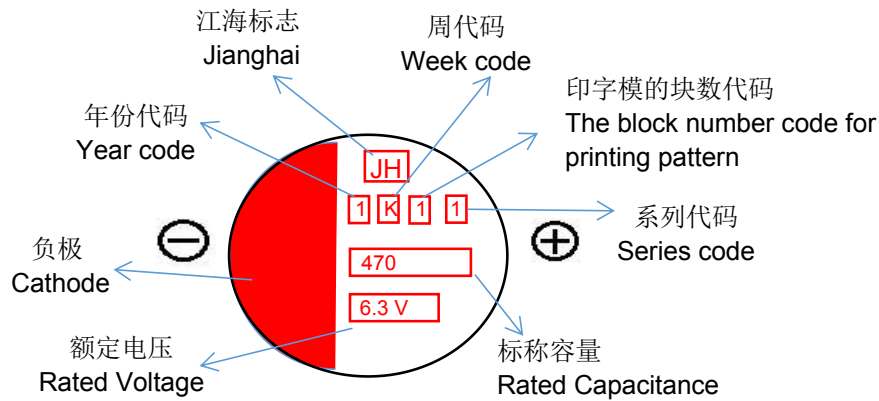 江海标志
Jianghai
周代码
Week code
印字模的块数代码
The block number code for
printing pattern
年份代码
Year code
JH
1 K 1 1
系列代码
Series code
负极
Cathode
470
6.3 V
额定电压
Rated Voltage
标称容量
Rated Capacitance